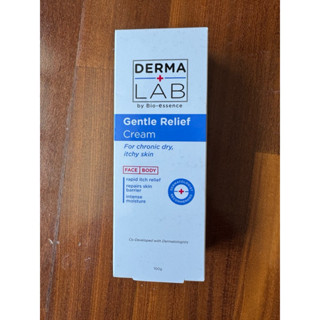 DERMA
+
LAB
by Bio-essence
Gentle Relief
Cream
For chronic dry,
itchy skin
FACE BODY
rapid itch relief
repairs skin
barrier
intense
moisture
Co-developed with Dermatologists